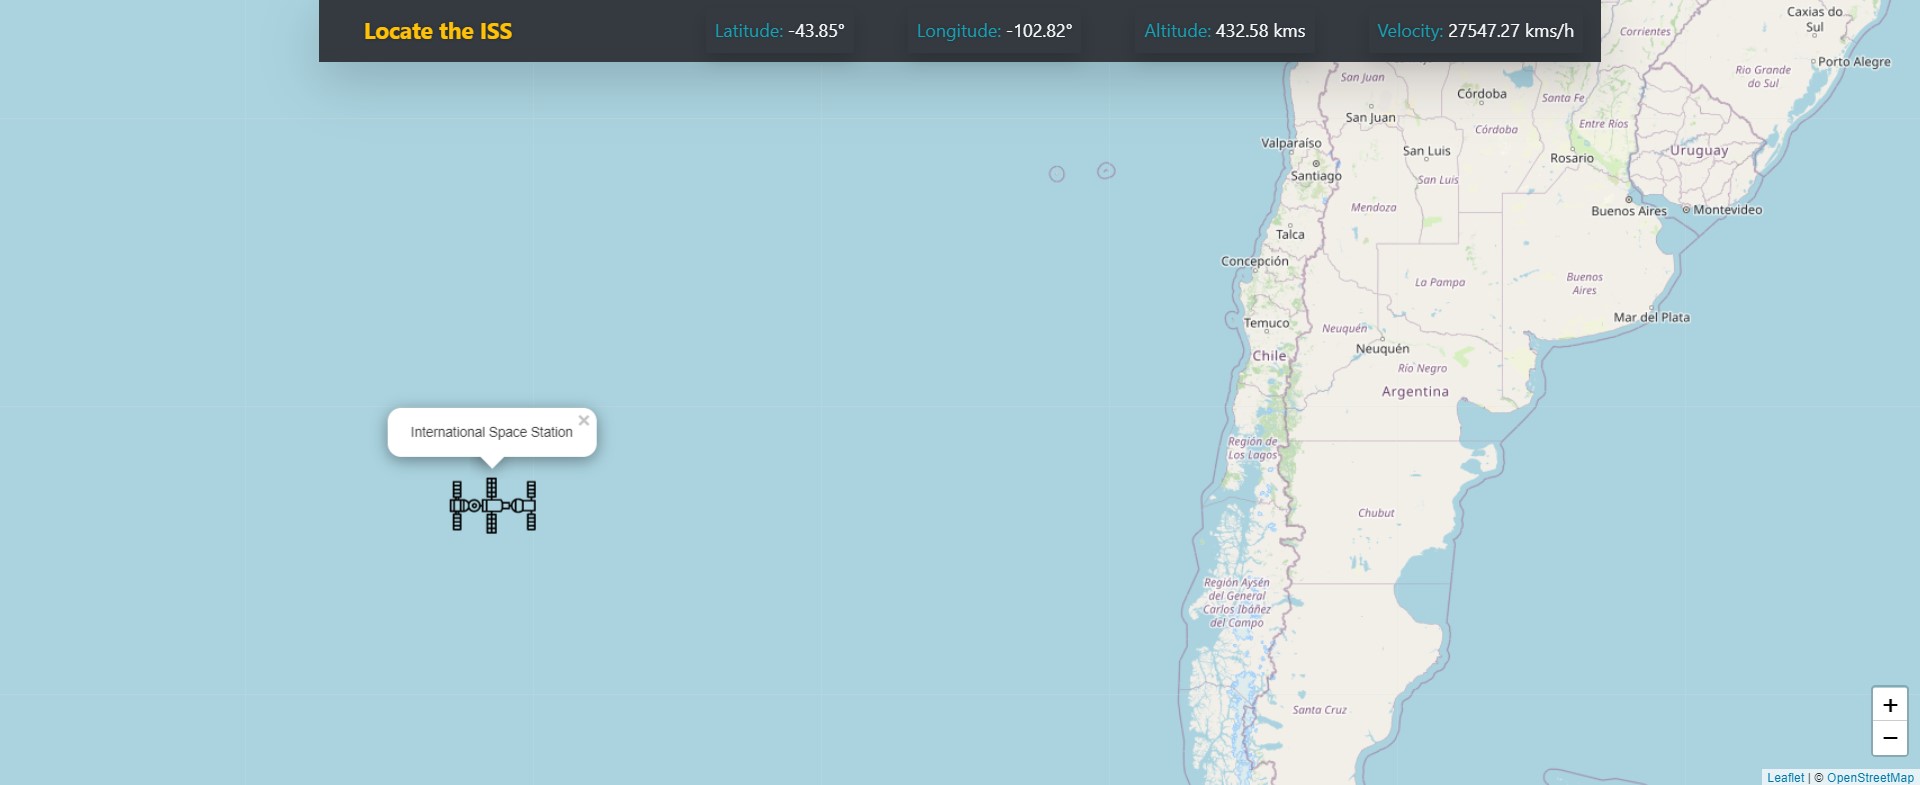 Locate the ISS
Latitude: -43.85°
Longitude: -102.82°
Altitude: 432.58 kms
Velocity: 27547.27 kms/h
Corrientes
Caxias do
Sul
Porto Alegre
Rio Grande
do Sul
San Juan
Córdoba
Santa Fe
San Juan
Córdoba
Entre Ríos
Valparaíso
San Luis
Rosario
Uruguay
Santiago
San Luis
Mendoza
Buenos Aires
Montevideo
Talca
Concepción
La Pampa
Buenos
Aires
Temuco
Neuquén
Mar del Plata
Chile
Neuquén
Río Negro
Argentina
International Space Station
×
Región de
Los Lagos
Chubut
Región Aysén
del General
Carlos Ibáñez
del Campo
Santa Cruz
+
−
Leaflet | © OpenStreetMap